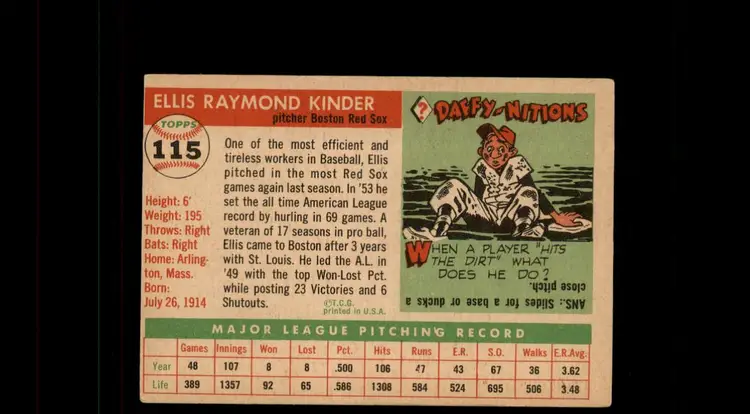 ELLIS RAYMOND KINDER
pitcher Boston Red Sox
TOPPS
115
Height: 6'
Weight: 195
Throws: Right
Bats: Right
Home: Arling-
ton, Mass.
Born:
July 26, 1914
One of the most efficient and
tireless workers in Baseball, Ellis
pitched in the most Red Sox
games again last season. In '53 he
set the all time American League
record by hurling in 69 games. A
veteran of 17 seasons in pro ball,
Ellis came to Boston after 3 years
with St. Louis. He led the A.L. in
'49 with the top Won-Lost Pct.
while posting 23 Victories and 6
Shutouts.
©T.C.G.
printed in U.S.A.
? DAFFY-NITIONS
WHEN A PLAYER "HITS
THE DIRT" WHAT
DOES HE DO?
ANS.: Slides for a base or ducks a
close pitch.
MAJOR LEAGUE PITCHING RECORD
Games Innings Won Lost Pct. Hits Runs E.R. S.O. Walks E.R.Avg.
Year 48 107 8 8 .500 106 47 43 67 36 3.62
Life 389 1357 92 65 .586 1308 584 524 695 506 3.48